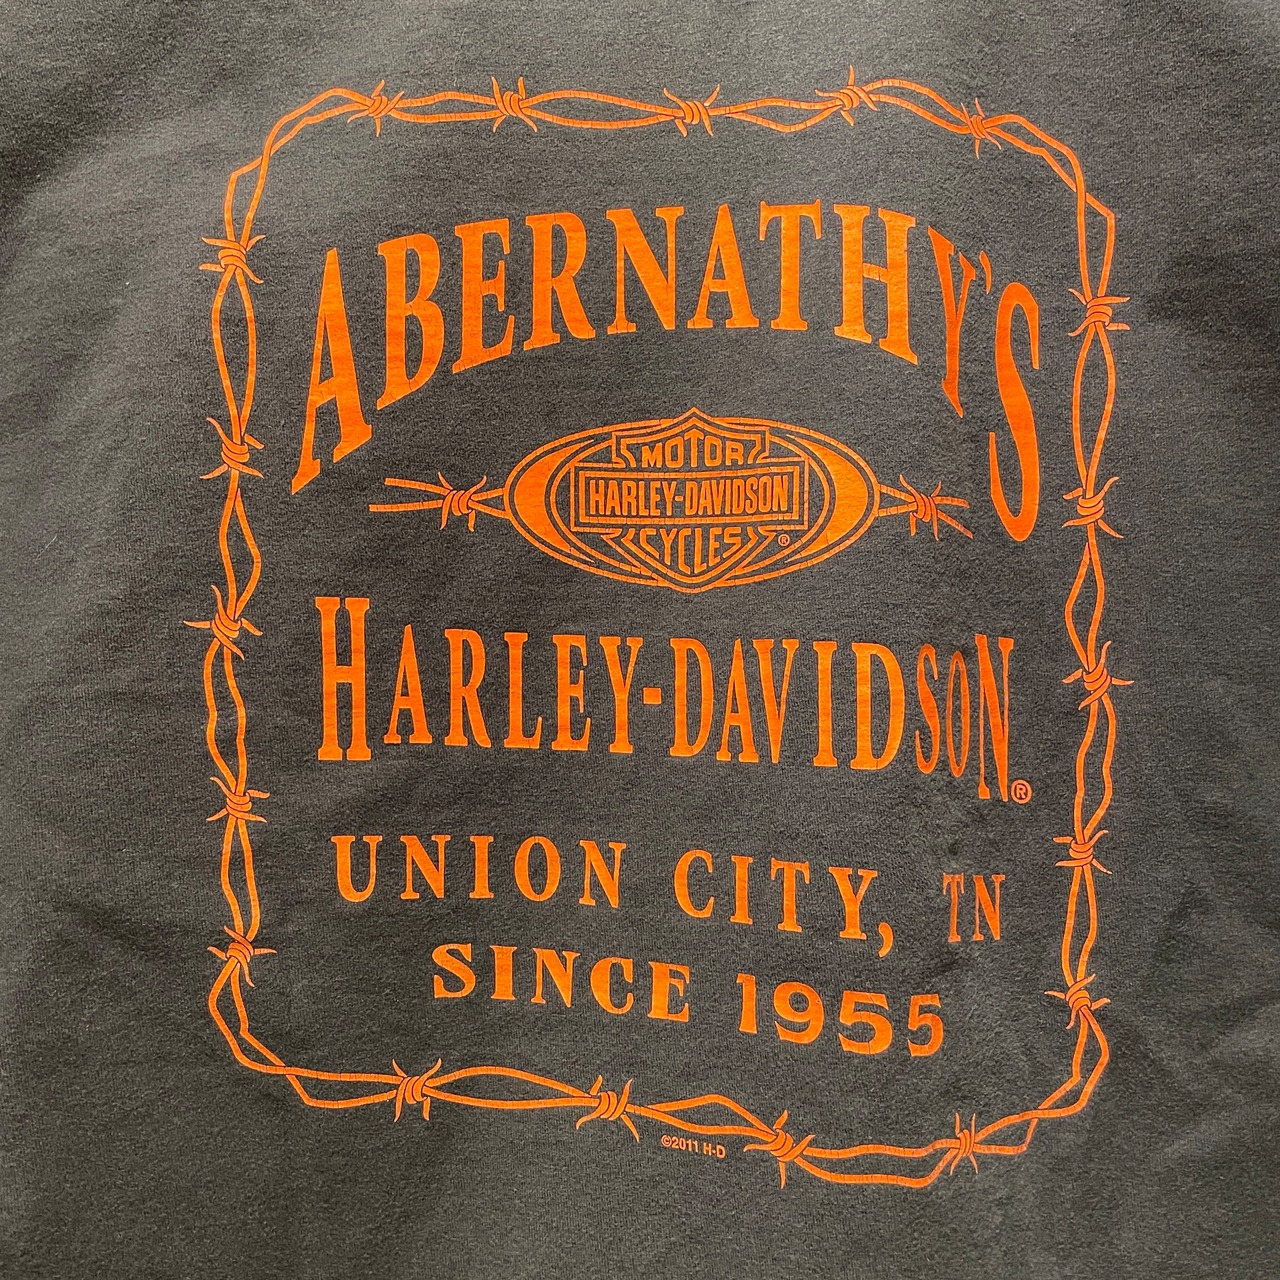 ABERNATHY'S
MOTOR
HARLEY-DAVIDSON
CYCLES®
HARLEY-DAVIDSON®
UNION CITY, TN
SINCE 1955
©2011 H-D